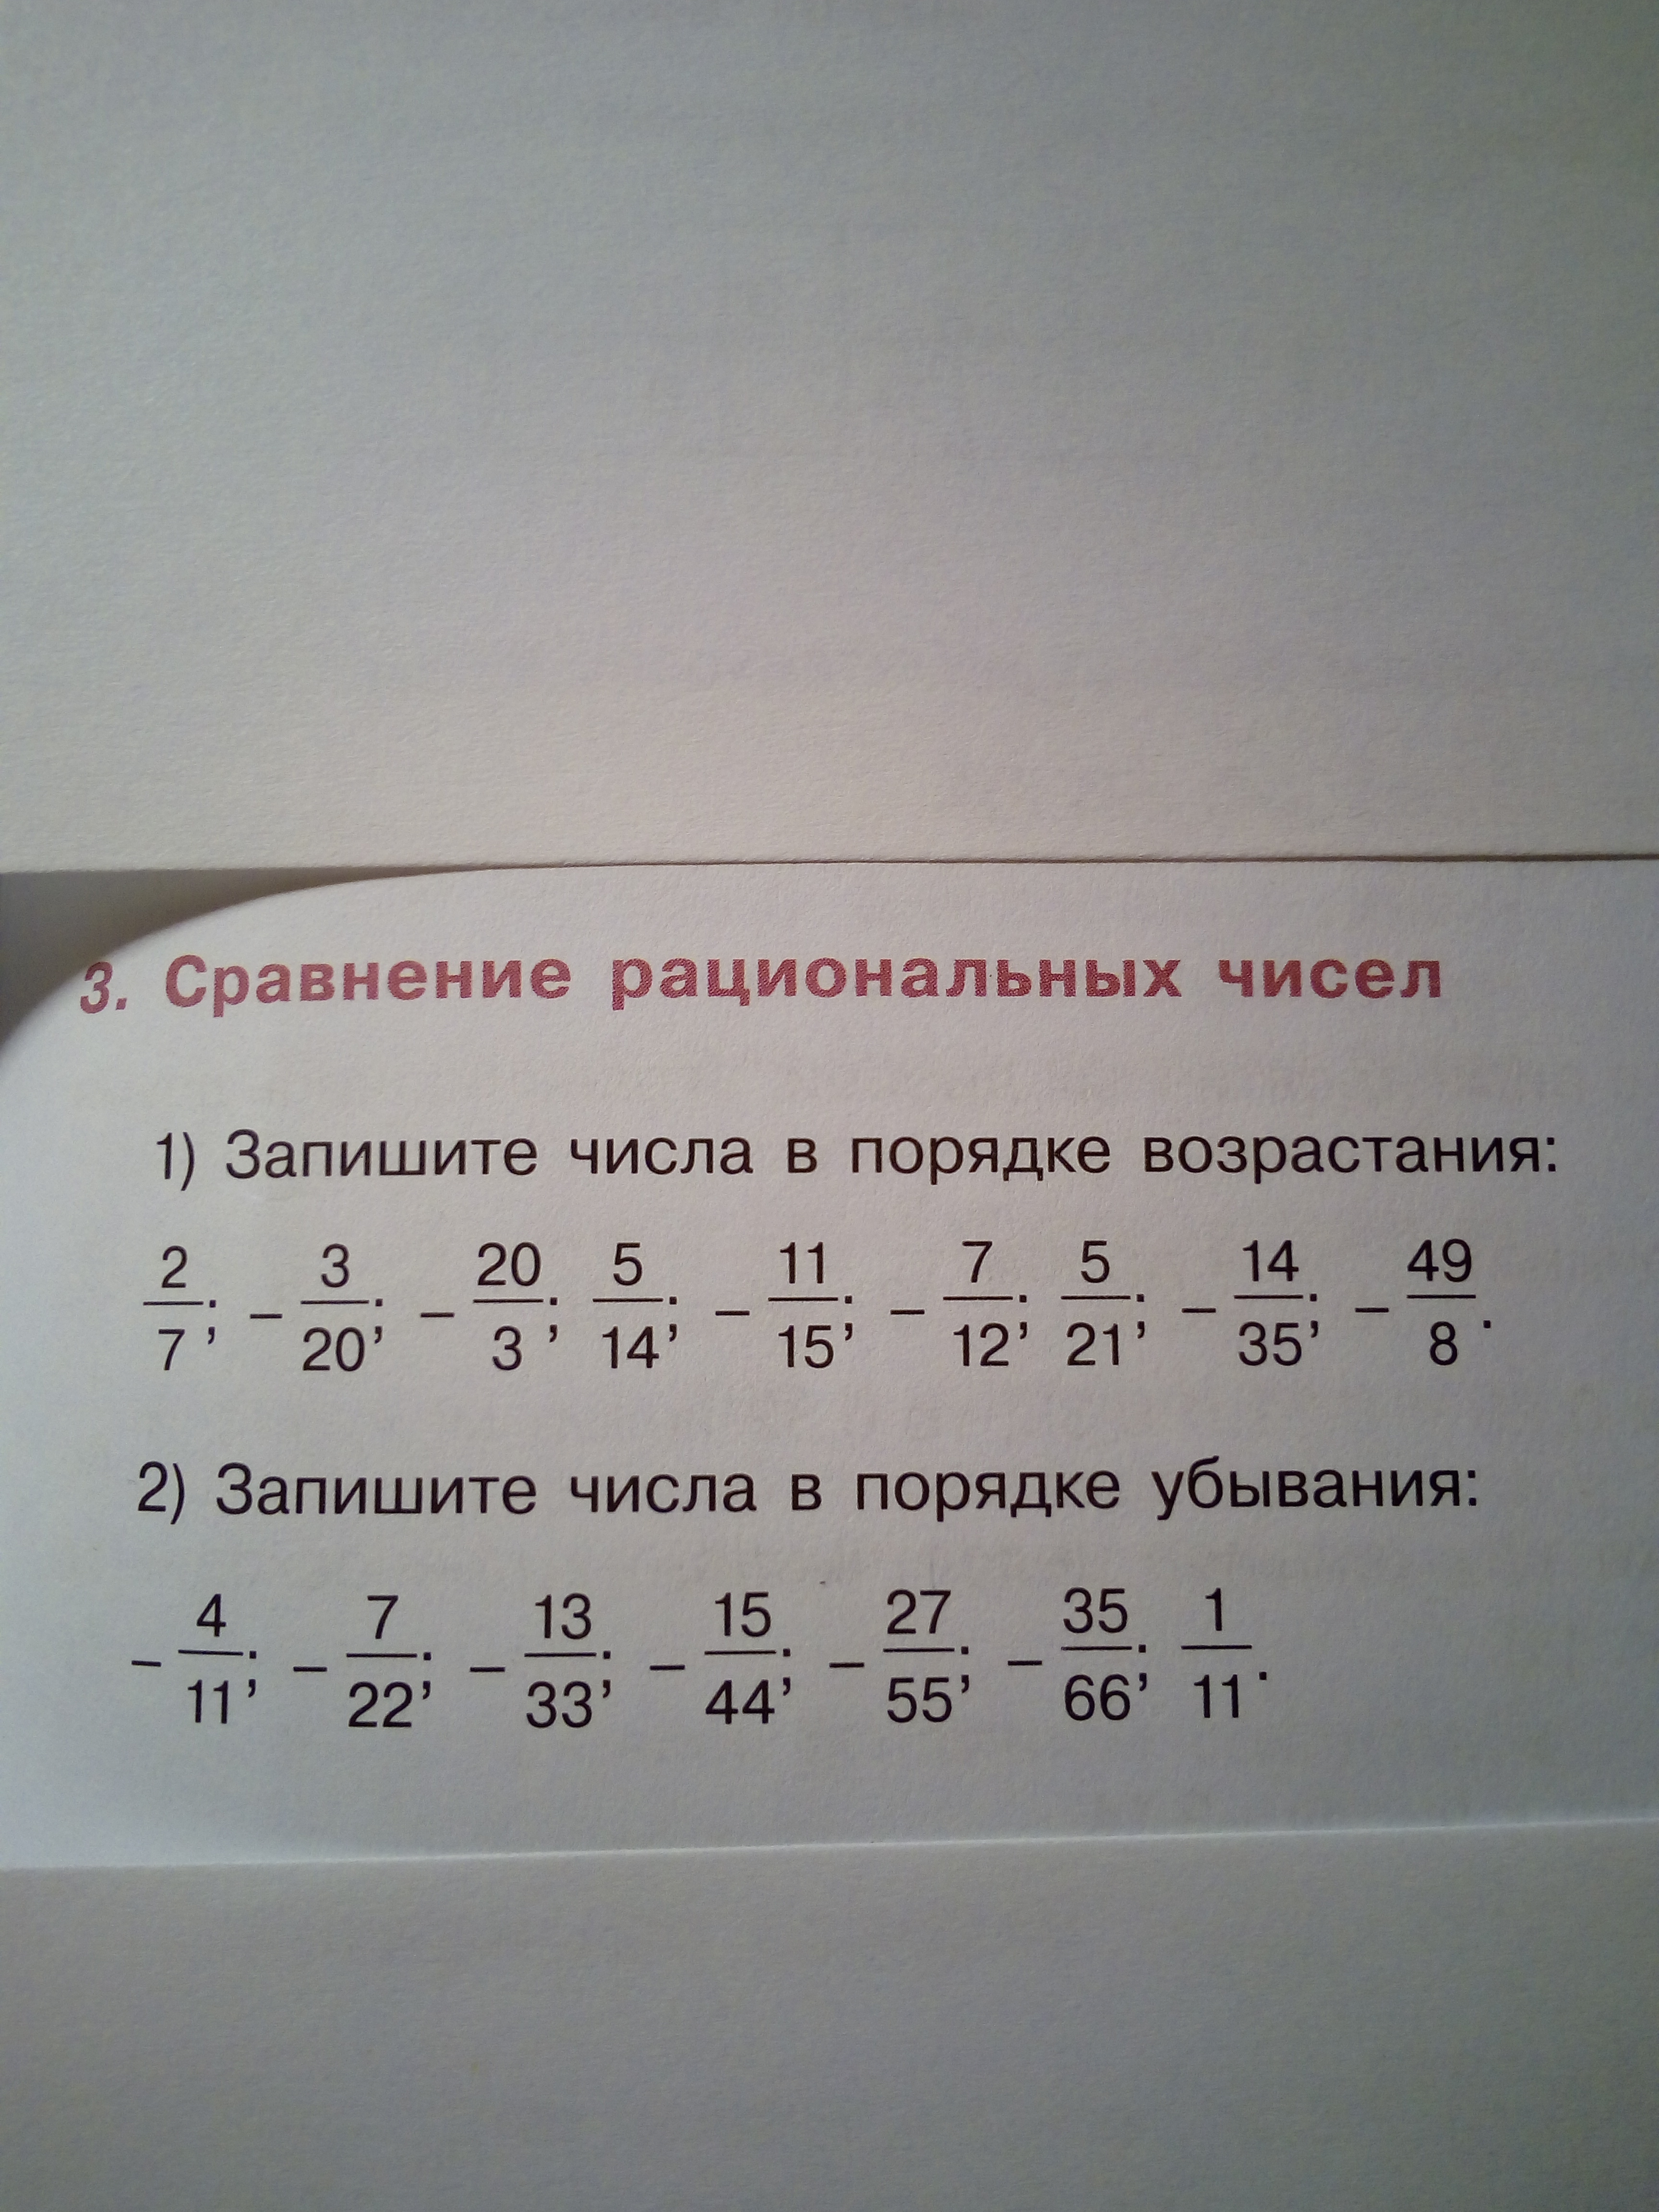 3. Сравнение рациональных чисел
1) Запишите числа в порядке возрастания:
2/7; – 3/20; – 20/3; 5/14; – 11/15; – 7/12; 5/21; – 14/35; – 49/8.
2) Запишите числа в порядке убывания:
– 4/11; – 7/22; – 13/33; – 15/44; – 27/55; – 35/66; 1/11.